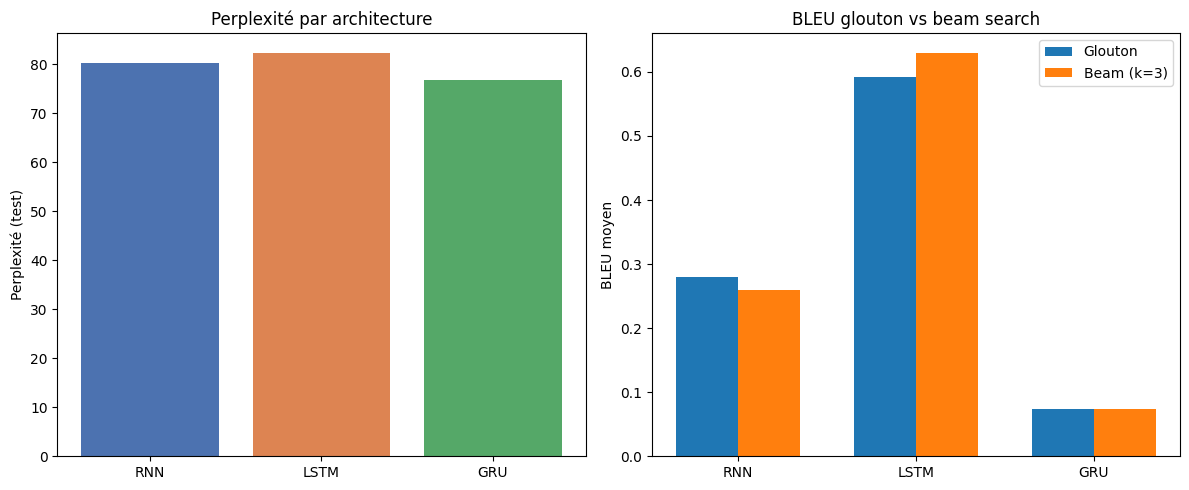 Perplexité par architecture
Perplexité (test)
80
70
60
50
40
30
20
10
0
RNN LSTM GRU
BLEU glouton vs beam search
BLEU moyen
Glouton
Beam (k=3)
0.6
0.5
0.4
0.3
0.2
0.1
0.0
RNN LSTM GRU